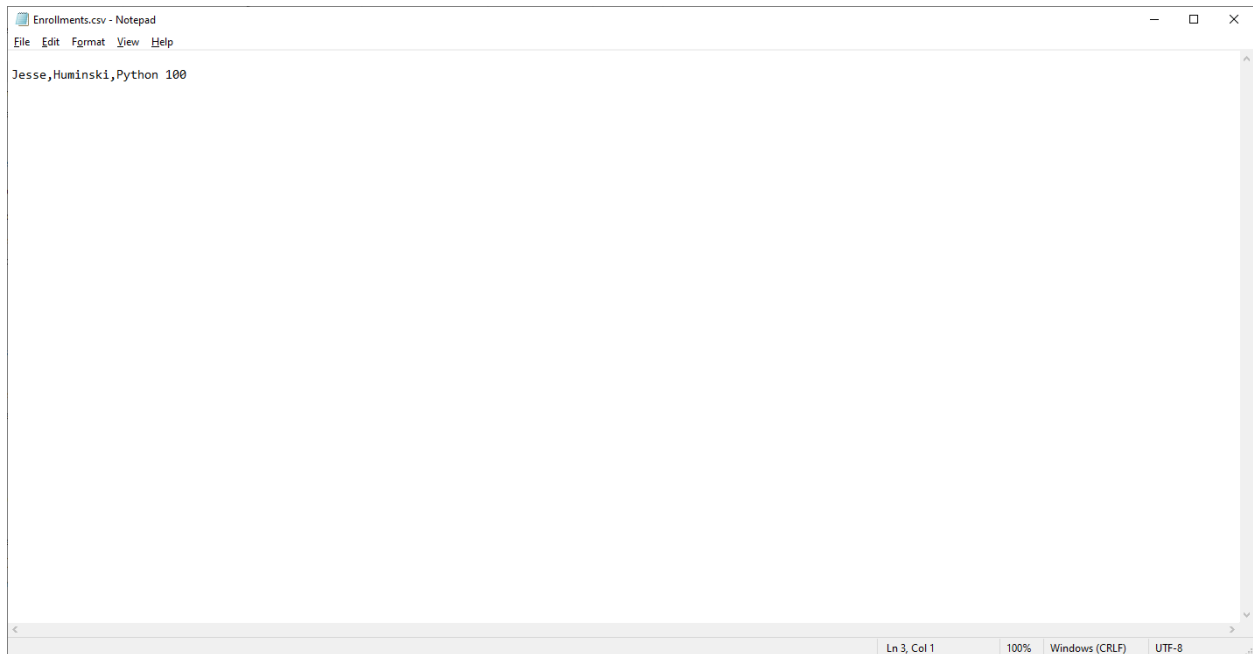 Enrollments.csv - Notepad
File Edit Format View Help
Jesse,Huminski,Python 100
Ln 3, Col 1 100% Windows (CRLF) UTF-8